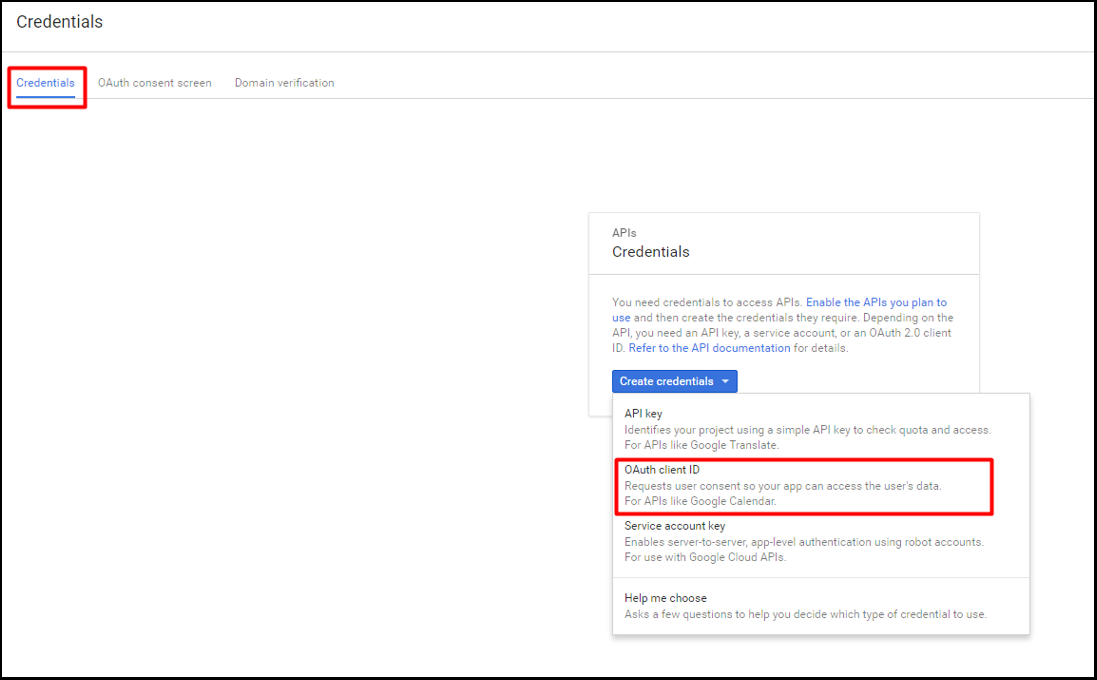 Credentials
Credentials OAuth consent screen Domain verification
APIs
Credentials
You need credentials to access APIs. Enable the APIs you plan to
use and then create the credentials they require. Depending on the
API, you need an API key, a service account, or an OAuth 2.0 client
ID. Refer to the API documentation for details.
Create credentials
API key
Identifies your project using a simple API key to check quota and access.
For APIs like Google Translate.
OAuth client ID
Requests user consent so your app can access the user's data.
For APIs like Google Calendar.
Service account key
Enables server-to-server, app-level authentication using robot accounts.
For use with Google Cloud APIs.
Help me choose
Asks a few questions to help you decide which type of credential to use.